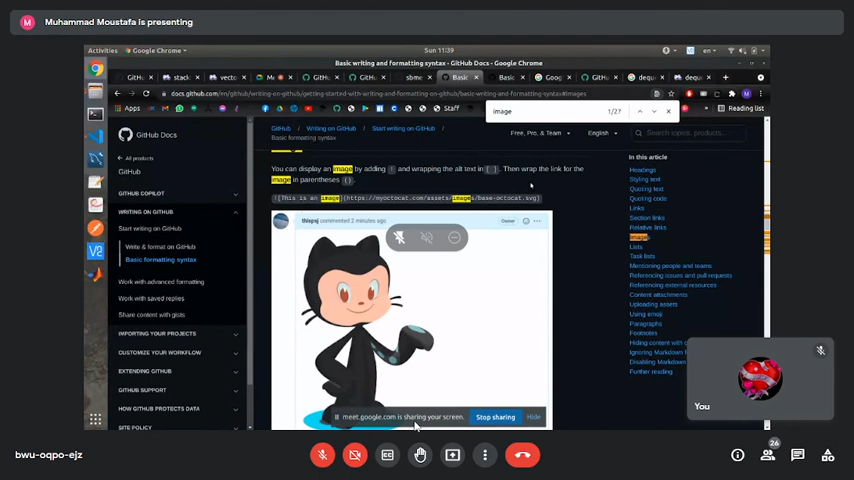 Muhammad Moustafa is presenting
Activities
Google Chrome
Sun 11:39
en
Basic writing and formatting syntax - GitHub Docs - Google Chrome
docs.github.com/en/github/writing-on-github/getting-started-with-writing-and-formatting-on-github/basic-writing-and-formatting-syntax#images
Apps
Staff
Reading list
image
1/27
GitHub Docs
GitHub / Writing on GitHub / Start writing on GitHub /
Basic formatting syntax
Free, Pro, & Team
English
Search topics, products...
All products
GitHub
GITHUB COPILOT
WRITING ON GITHUB
Start writing on GitHub
Write & format on GitHub
Basic formatting syntax
Work with advanced formatting
Work with saved replies
Share content with gists
IMPORTING YOUR PROJECTS
CUSTOMIZE YOUR WORKFLOW
EXTENDING GITHUB
GITHUB SUPPORT
HOW GITHUB PROTECTS DATA
You can display an image by adding ! and wrapping the alt text in [ ]. Then wrap the link for the
image in parentheses ().
![This is an image](https://myoctocat.com/assets/images/base-octocat.svg)
commented 2 minutes ago
Owner
In this article
Headings
Styling text
Quoting text
Quoting code
Links
Section links
Relative links
Images
Lists
Task lists
Mentioning people and teams
Referencing issues and pull requests
Referencing external resources
Content attachments
Uploading assets
Using emoji
Paragraphs
Footnotes
Hiding content with c
Ignoring Markdown
Disabling Markdown
Further reading
meet.google.com is sharing your screen.
Stop sharing
Hide
You
bwu-oqpo-ejz
26